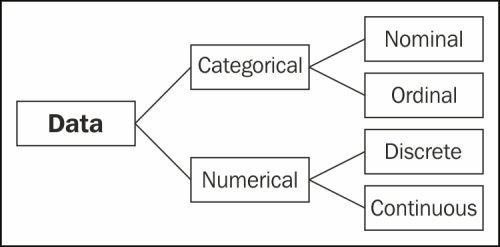 Data
Categorical
Nominal
Ordinal
Numerical
Discrete
Continuous